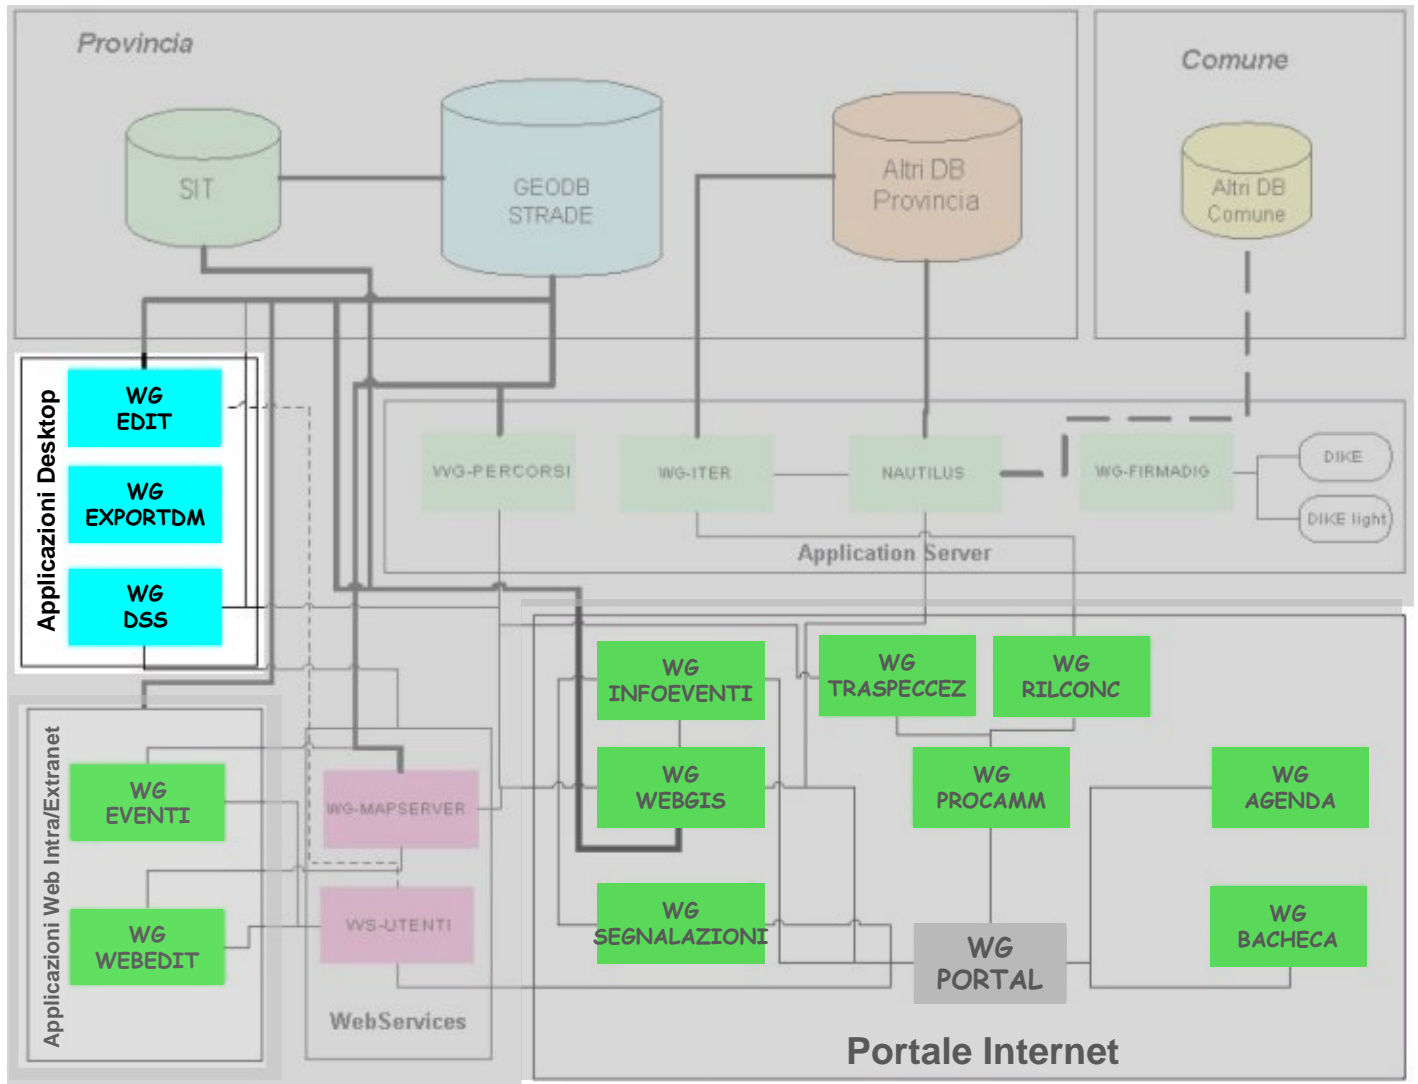 Provincia
Comune
SIT
GEODB
STRADE
Altri DB
Provincia
Altri DB
Comune
Applicazioni Desktop
WG
EDIT
WG
EXPORTDM
WG
DSS
WG-PERCORSI
WG-ITER
NAUTILUS
WG-FIRMADIG
DIKE
DIKE light
Application Server
Applicazioni Web Intra/Extranet
WG
EVENTI
WG
WEBEDIT
WG-MAPSERVER
WS-UTENTI
WebServices
WG
INFOEVENTI
WG
TRASPECCEZ
WG
RILCONC
WG
WEBGIS
WG
PROCAMM
WG
AGENDA
WG
SEGNALAZIONI
WG
PORTAL
WG
BACHECA
Portale Internet